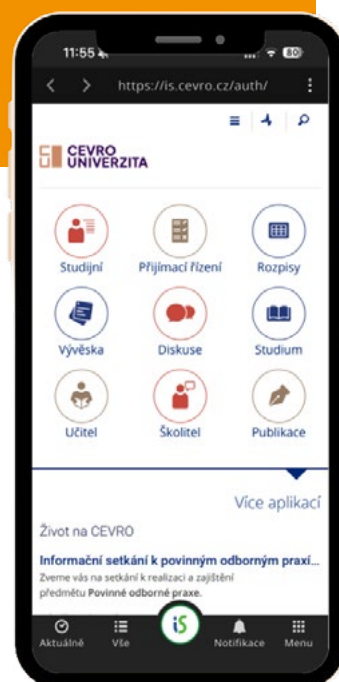 11:55
80
https://is.cevro.cz/auth/
CEVRO
UNIVERZITA
Studijní
Přijímací řízení
Rozpisy
Vývěska
Diskuse
Studium
Učitel
Školitel
Publikace
Více aplikací
Život na CEVRO
Informační setkání k povinným odborným praxí...
Zveme vás na setkání k realizaci a zajištění
předmětu Povinné odborné praxe.
iS
Aktuálně
Vše
Notifikace
Menu